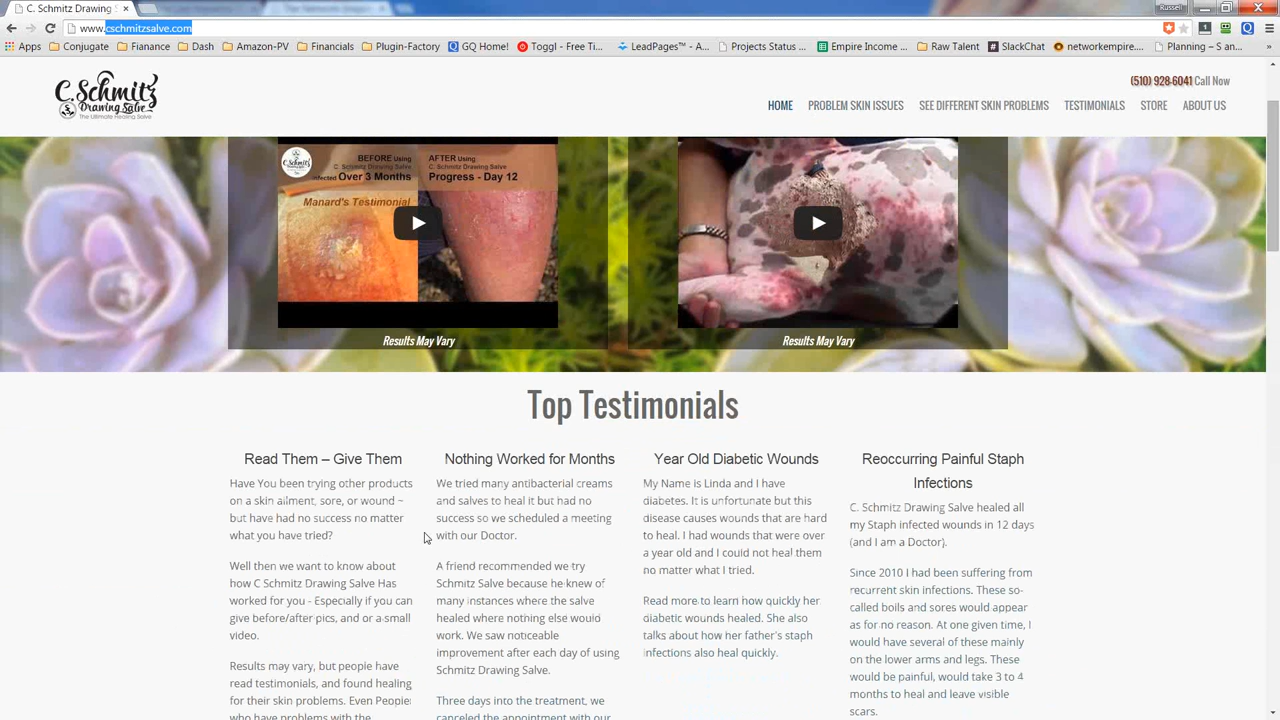 C. Schmitz Drawing S
Russell
www.cschmitzsalve.com
Apps Conjugate Fianance Dash Amazon-PV Financials Plugin-Factory GQ Home! Toggl - Free Ti... LeadPages™ - A... Projects Status ... Empire Income ... Raw Talent SlackChat networkempire.... Planning – S an...
C. Schmitz
Drawing Salve
The Ultimate Healing Salve
(510) 928-6041 Call Now
HOME PROBLEM SKIN ISSUES SEE DIFFERENT SKIN PROBLEMS TESTIMONIALS STORE ABOUT US
C. Schmitz
BEFORE Using
C. Schmitz Drawing Salve
Infected Over 3 Months
Manard's Testimonial
AFTER Using
C. Schmitz Drawing Salve
Progress - Day 12
Results May Vary
Results May Vary
Top Testimonials
Read Them – Give Them
Have You been trying other products
on a skin ailment, sore, or wound ~
but have had no success no matter
what you have tried?
Well then we want to know about
how C Schmitz Drawing Salve Has
worked for you - Especially if you can
give before/after pics, and or a small
video.
Results may vary, but people have
read testimonials, and found healing
for their skin problems. Even People
who have problems with the
Nothing Worked for Months
We tried many antibacterial creams
and salves to heal it but had no
success so we scheduled a meeting
with our Doctor.
A friend recommended we try
Schmitz Salve because he knew of
many instances where the salve
healed where nothing else would
work. We saw noticeable
improvement after each day of using
Schmitz Drawing Salve.
Three days into the treatment, we
canceled the appointment with our
Year Old Diabetic Wounds
My Name is Linda and I have
diabetes. It is unfortunate but this
disease causes wounds that are hard
to heal. I had wounds that were over
a year old and I could not heal them
no matter what I tried.
Read more to learn how quickly her
diabetic wounds healed. She also
talks about how her father's staph
infections also heal quickly.
Reoccurring Painful Staph
Infections
C. Schmitz Drawing Salve healed all
my Staph infected wounds in 12 days
(and I am a Doctor).
Since 2010 I had been suffering from
recurrent skin infections. These so-
called boils and sores would appear
as for no reason. At one given time, I
would have several of these mainly
on the lower arms and legs. These
would be painful, would take 3 to 4
months to heal and leave visible
scars.